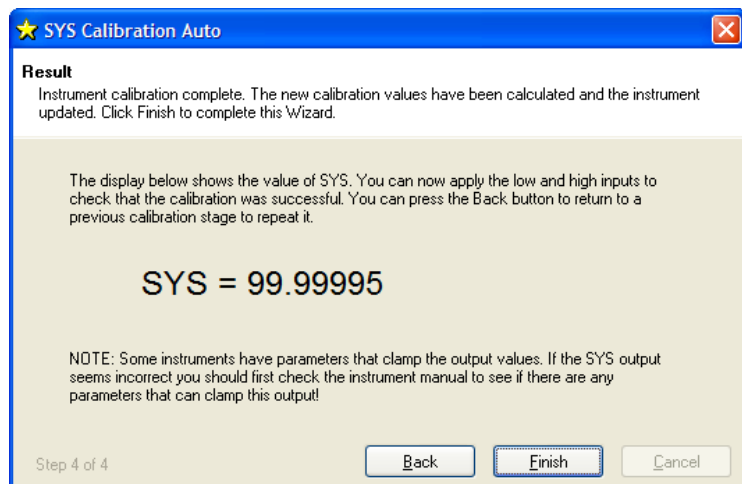 SYS Calibration Auto
Result
Instrument calibration complete. The new calibration values have been calculated and the instrument
updated. Click Finish to complete this Wizard.
The display below shows the value of SYS. You can now apply the low and high inputs to
check that the calibration was successful. You can press the Back button to return to a
previous calibration stage to repeat it.
SYS = 99.99995
NOTE: Some instruments have parameters that clamp the output values. If the SYS output
seems incorrect you should first check the instrument manual to see if there are any
parameters that can clamp this output!
Step 4 of 4
Back
Finish
Cancel